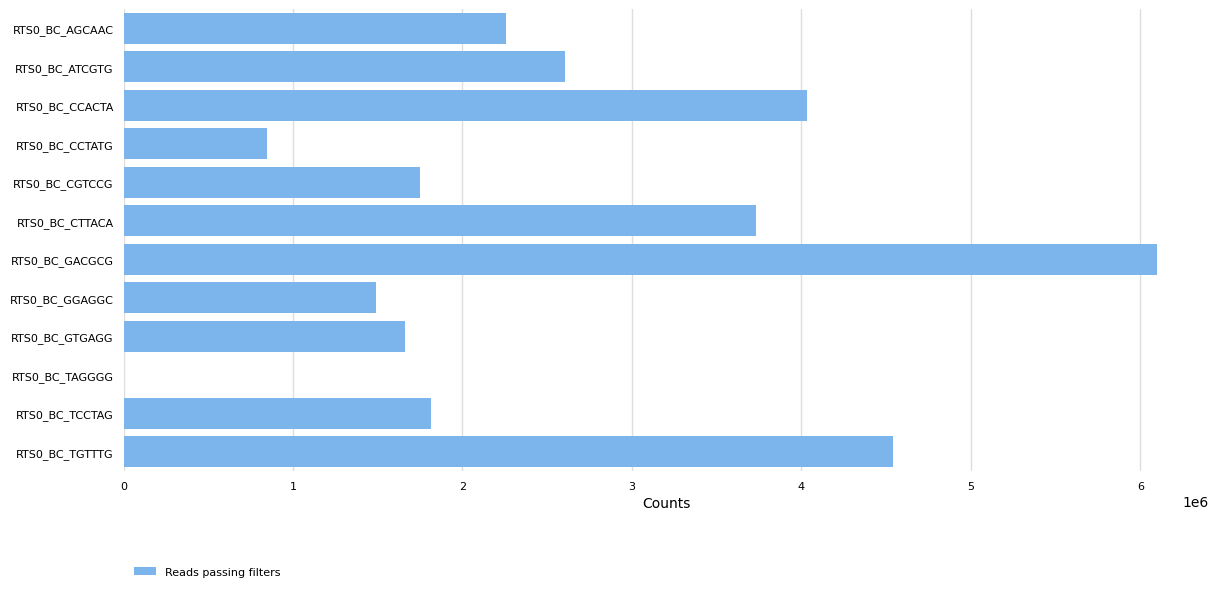 RTS0_BC_AGCAAC
RTS0_BC_ATCGTG
RTS0_BC_CCACTA
RTS0_BC_CCTATG
RTS0_BC_CGTCCG
RTS0_BC_CTTACA
RTS0_BC_GACGCG
RTS0_BC_GGAGGC
RTS0_BC_GTGAGG
RTS0_BC_TAGGGG
RTS0_BC_TCCTAG
RTS0_BC_TGTTTG
0 1 2 3 4 5 6
Counts 1e6
Reads passing filters